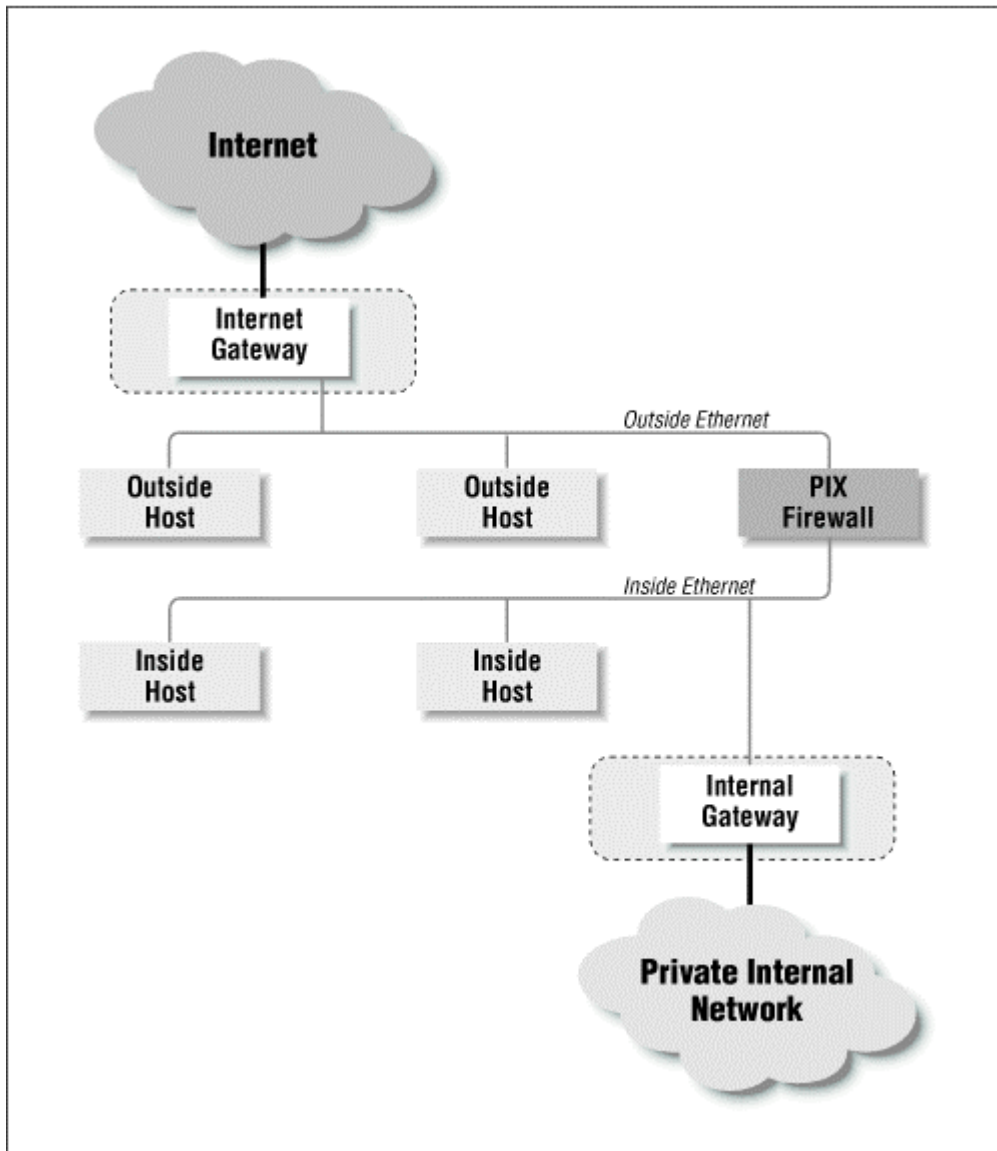 Internet
Internet
Gateway
Outside Ethernet
Outside
Host
Outside
Host
PIX
Firewall
Inside Ethernet
Inside
Host
Inside
Host
Internal
Gateway
Private Internal
Network